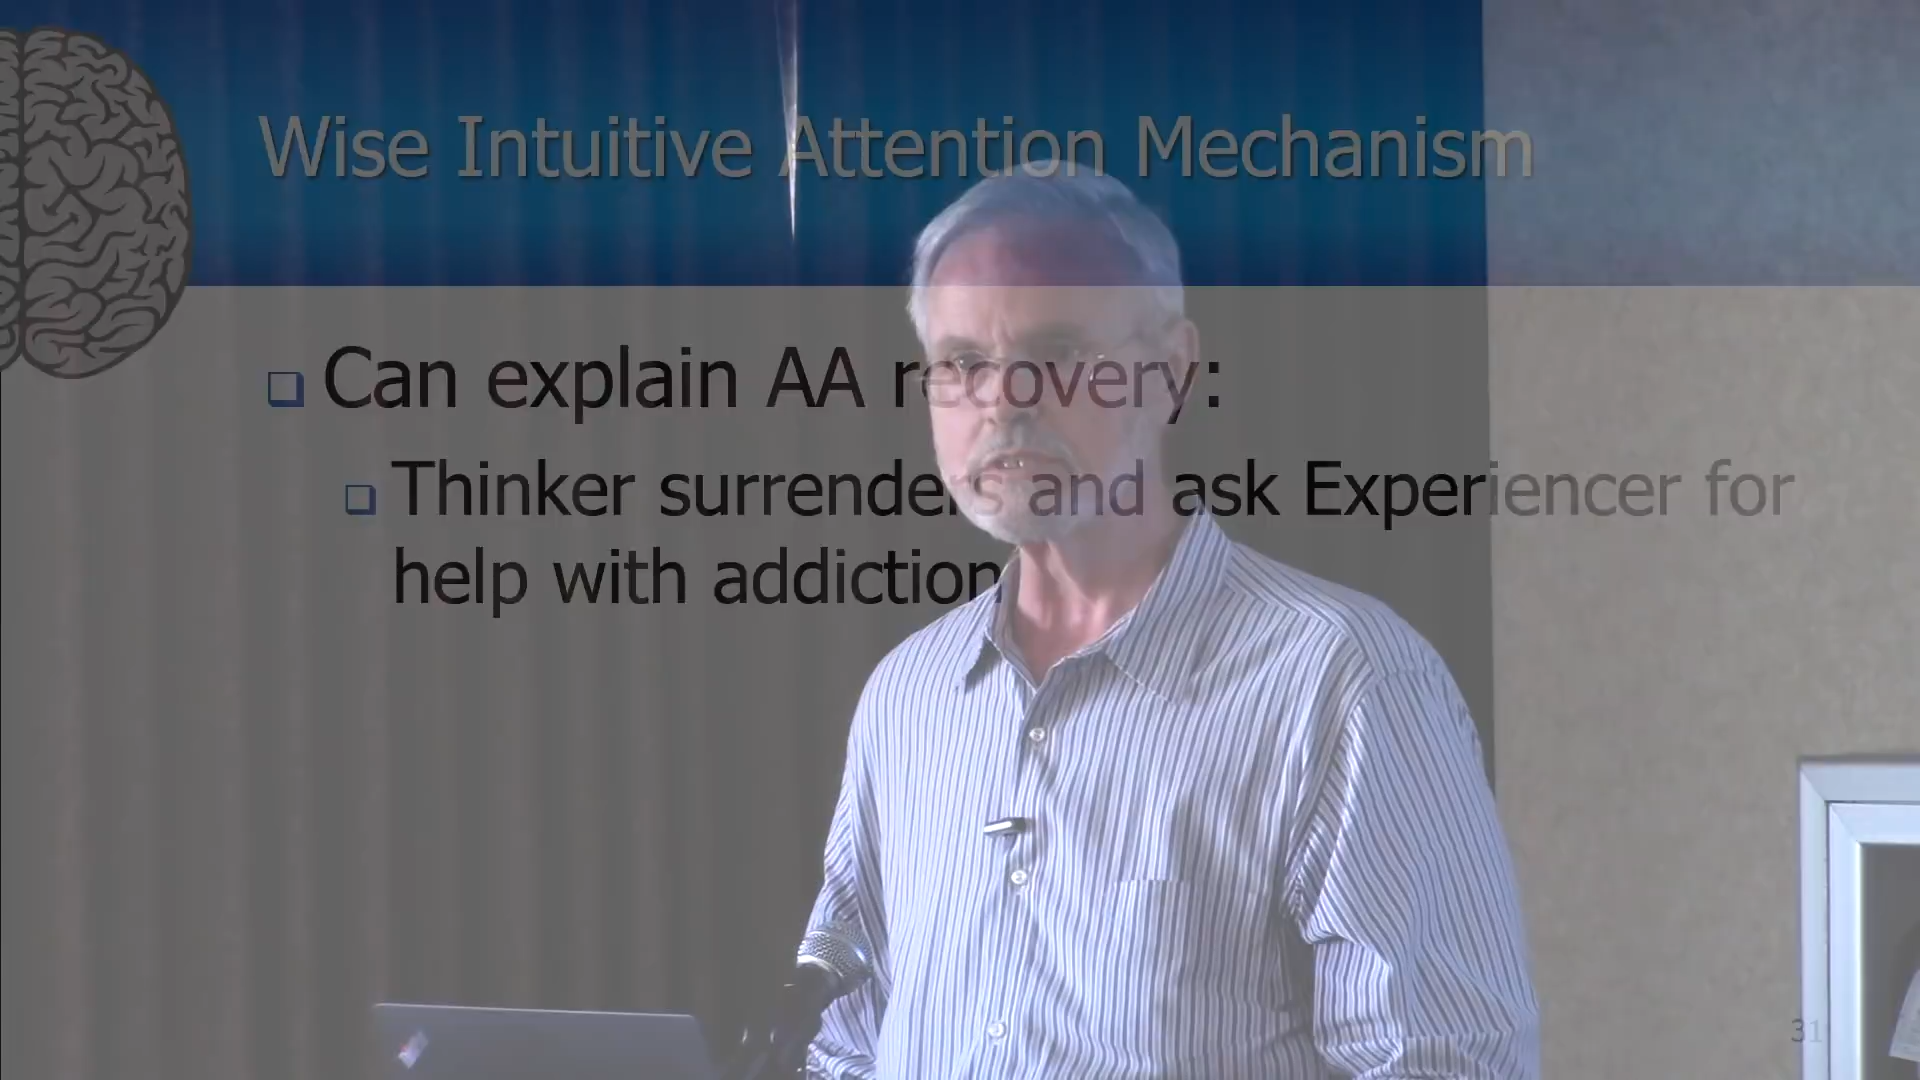 Wise Intuitive Attention Mechanism
Can explain AA recovery:
Thinker surrenders and ask Experiencer for
help with addiction
31